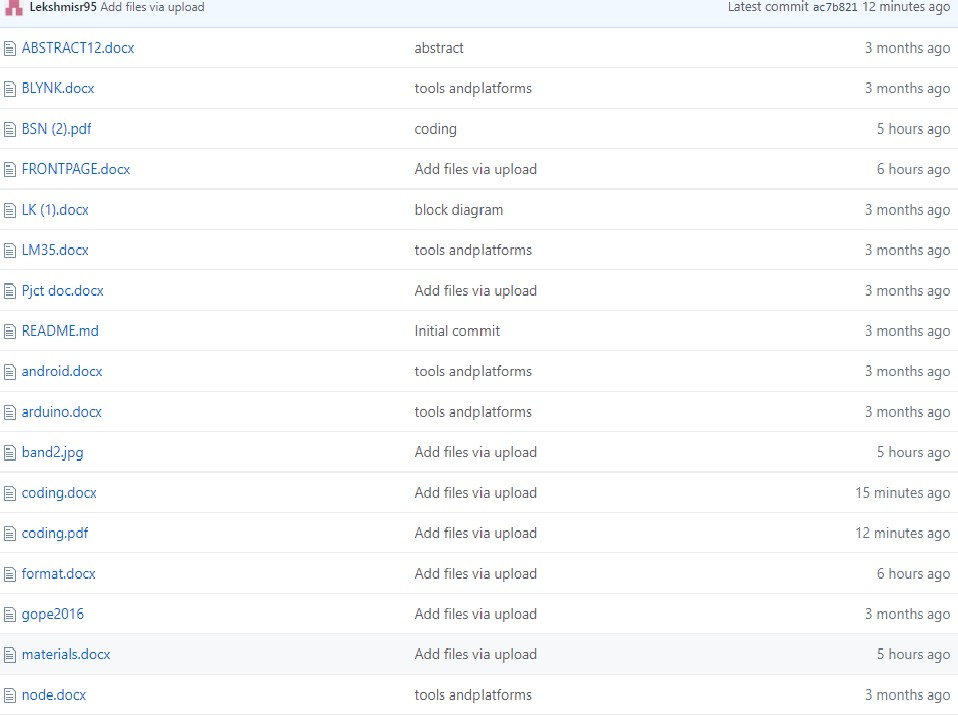 Lekshmisr95 Add files via upload Latest commit ac7b821 12 minutes ago
ABSTRACT12.docx abstract 3 months ago
BLYNK.docx tools andplatforms 3 months ago
BSN (2).pdf coding 5 hours ago
FRONTPAGE.docx Add files via upload 6 hours ago
LK (1).docx block diagram 3 months ago
LM35.docx tools andplatforms 3 months ago
Pjct doc.docx Add files via upload 3 months ago
README.md Initial commit 3 months ago
android.docx tools andplatforms 3 months ago
arduino.docx tools andplatforms 3 months ago
band2.jpg Add files via upload 5 hours ago
coding.docx Add files via upload 15 minutes ago
coding.pdf Add files via upload 12 minutes ago
format.docx Add files via upload 6 hours ago
gope2016 Add files via upload 3 months ago
materials.docx Add files via upload 5 hours ago
node.docx tools andplatforms 3 months ago